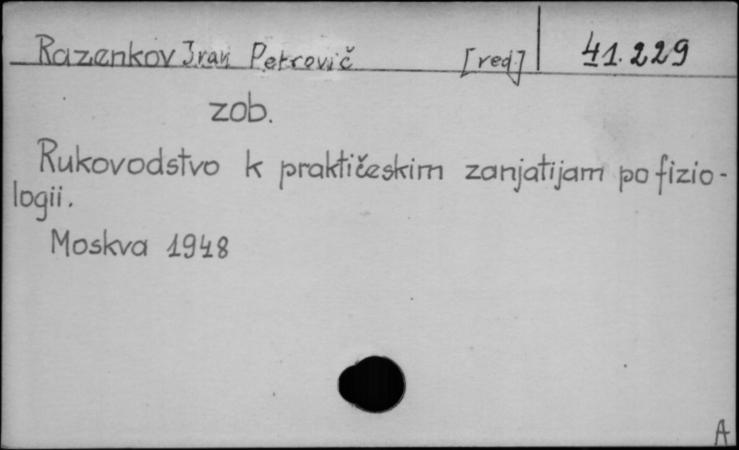 Razenkov Ivan Petrovič [red.] 41.229
zob.
Rukovodstvo k praktičeskim zanjatijam po fizio-
logii.
Moskva 1948
A